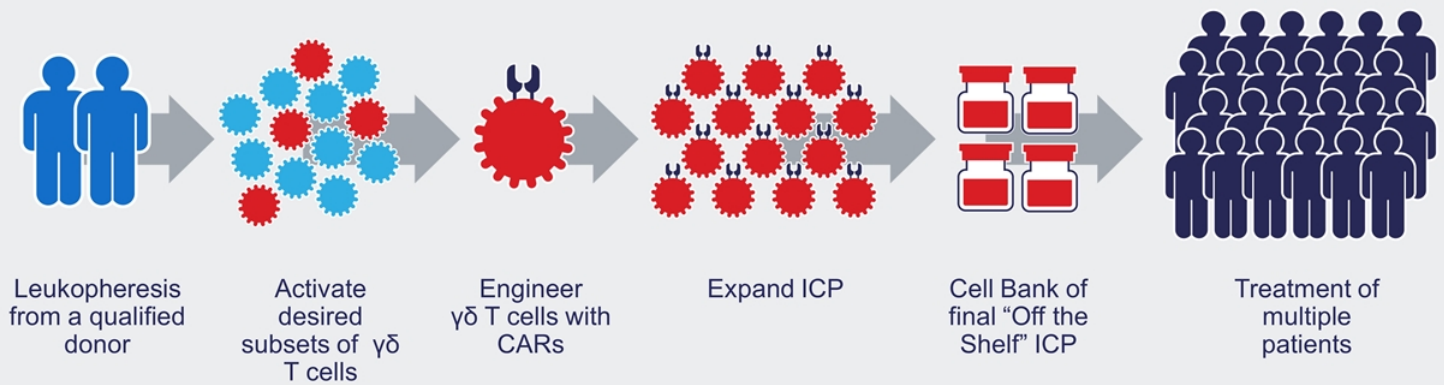 Leukopheresis
from a qualified
donor
Activate
desired
subsets of γδ
T cells
Engineer
γδ T cells with
CARs
Expand ICP
Cell Bank of
final “Off the
Shelf” ICP
Treatment of
multiple
patients